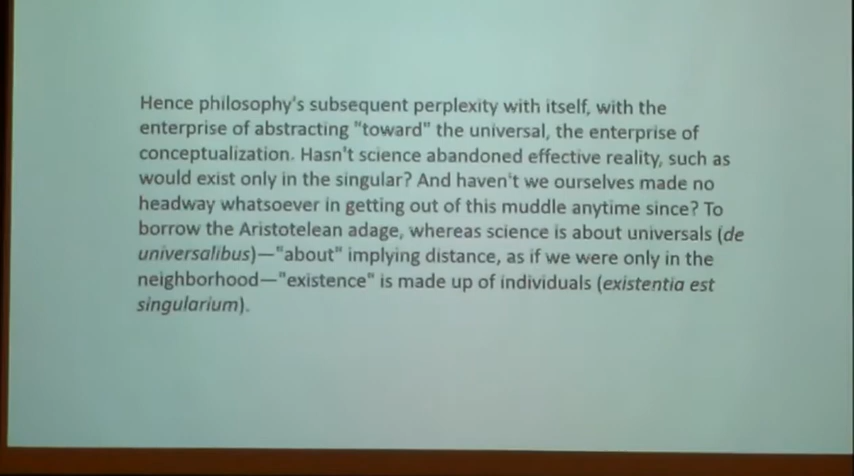 Hence philosophy's subsequent perplexity with itself, with the
enterprise of abstracting "toward" the universal, the enterprise of
conceptualization. Hasn't science abandoned effective reality, such as
would exist only in the singular? And haven't we ourselves made no
headway whatsoever in getting out of this muddle anytime since? To
borrow the Aristotelean adage, whereas science is about universals (de
universalibus)—"about" implying distance, as if we were only in the
neighborhood—"existence" is made up of individuals (existentia est
singularium).